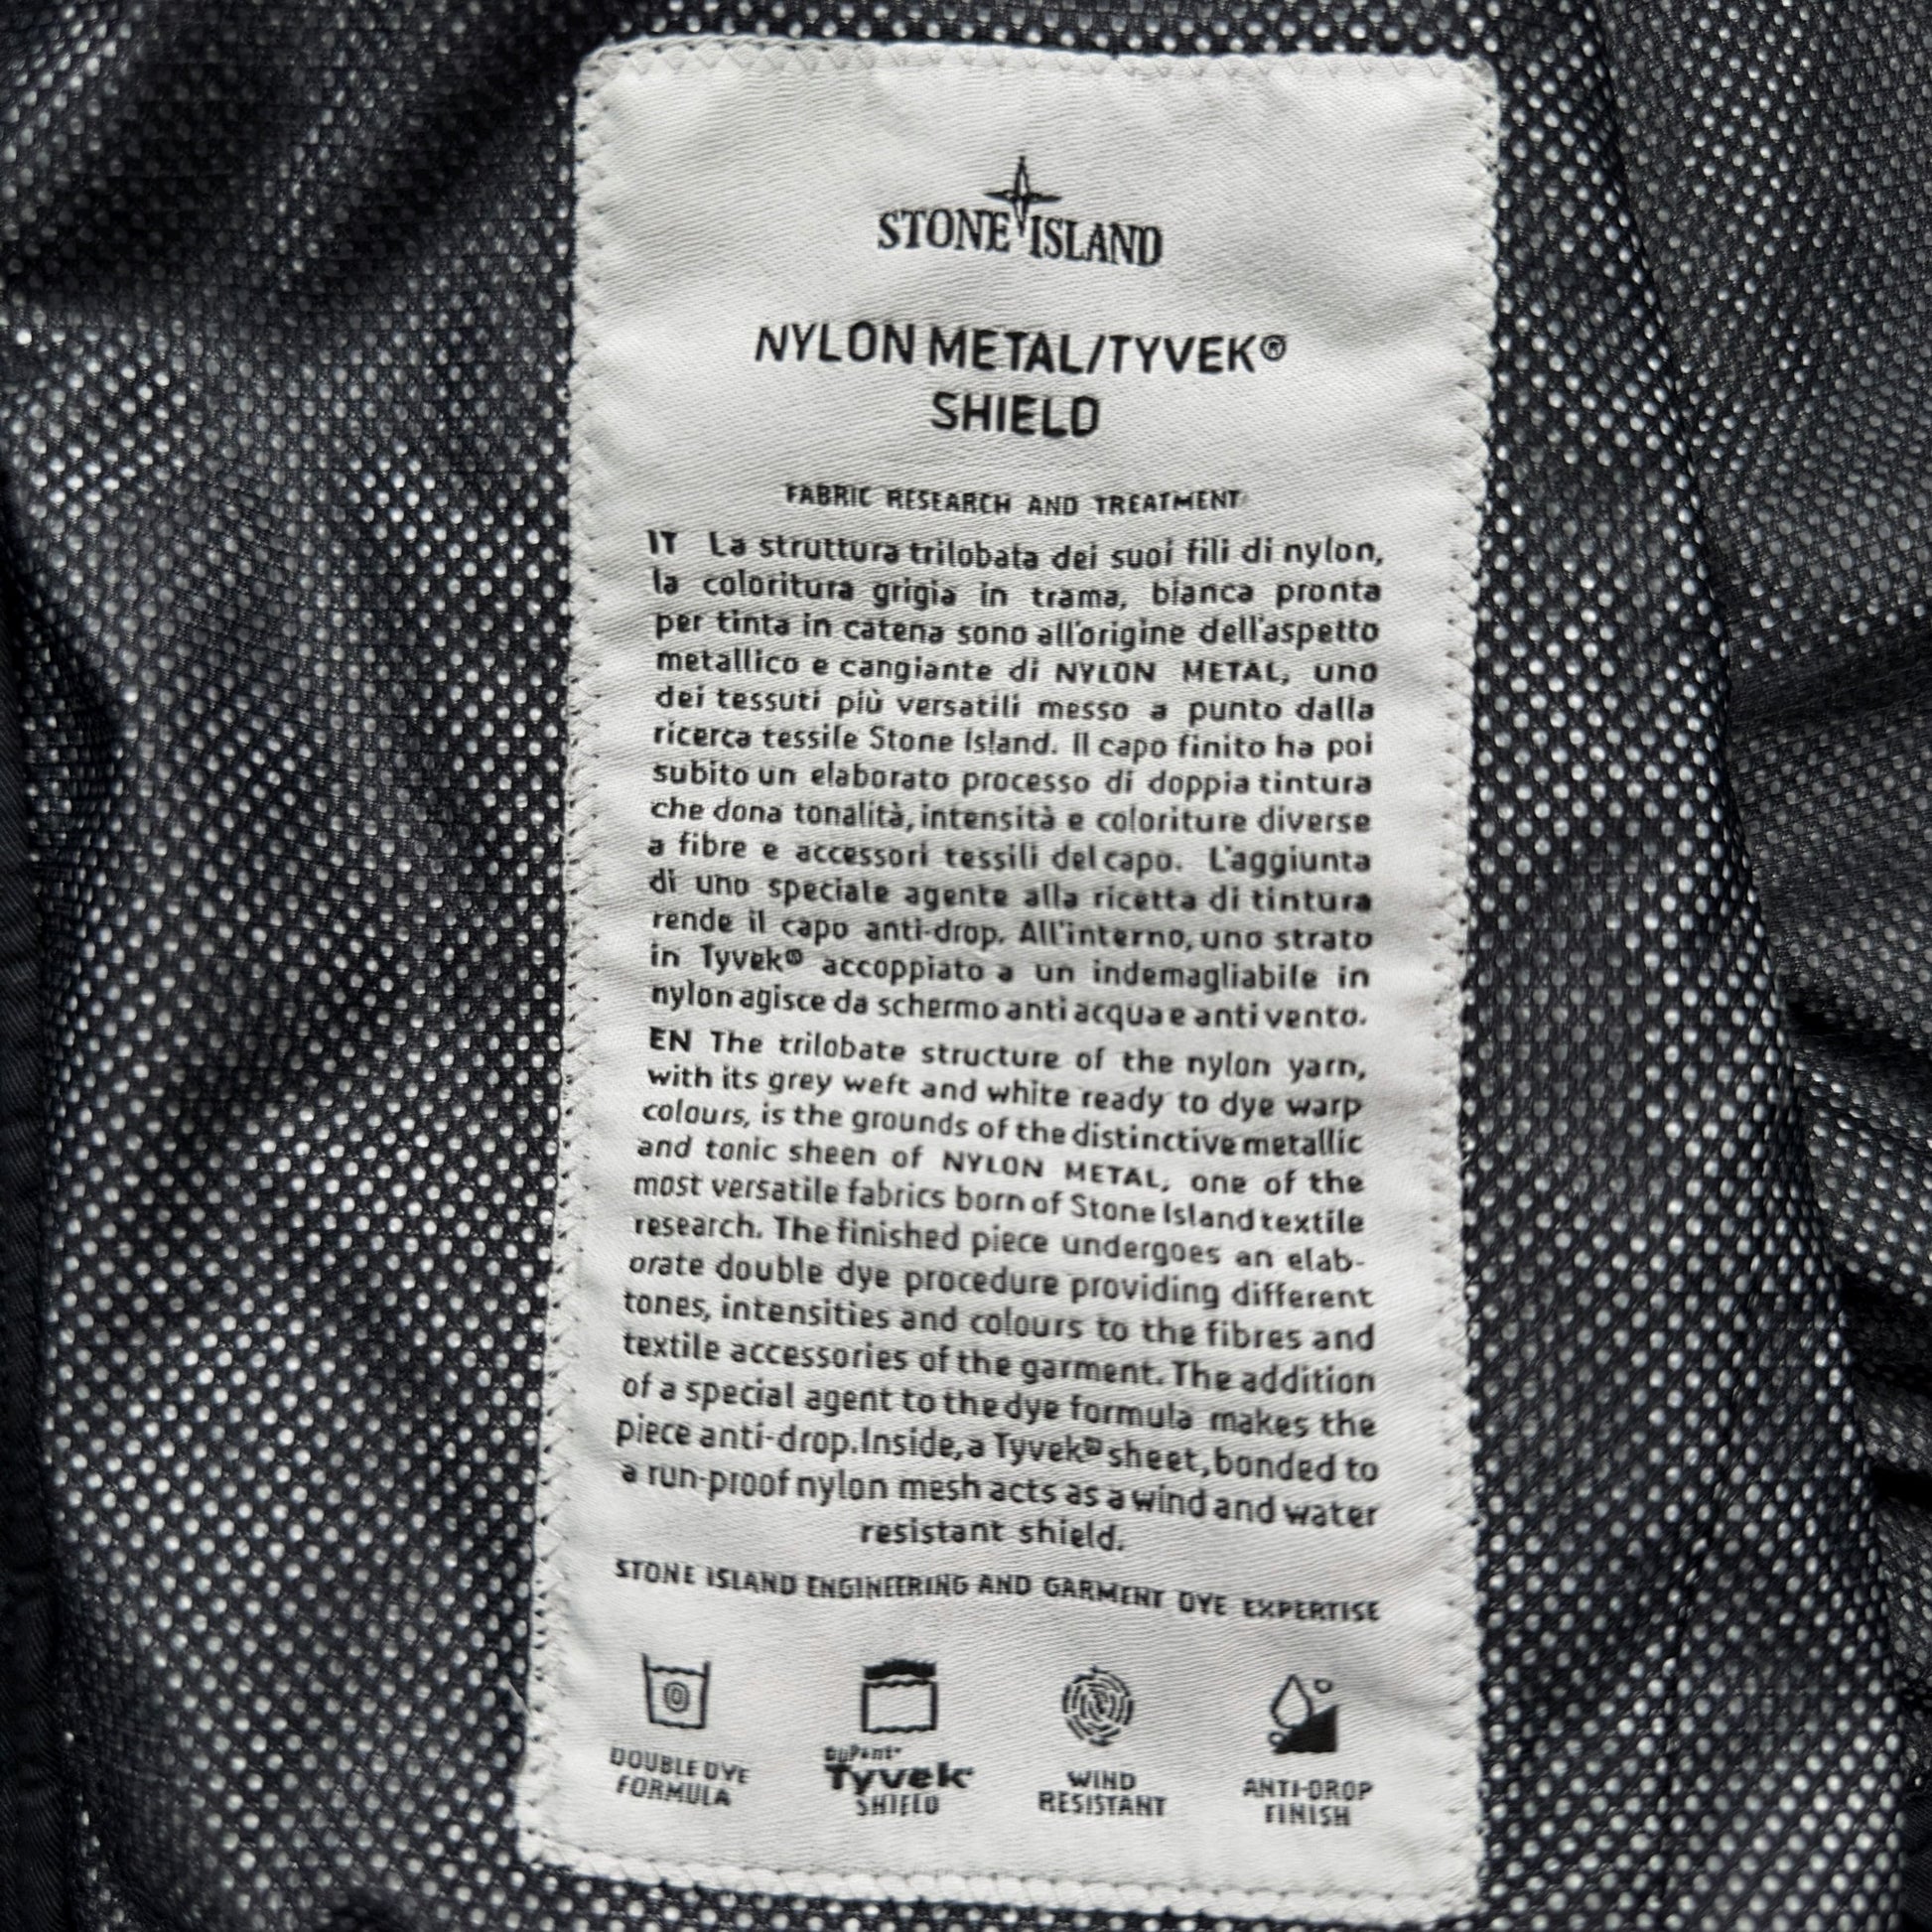 STONE ISLAND
NYLON METAL/TYVEK®
SHIELD
FABRIC RESEARCH AND TREATMENT
IT La struttura trilobata dei suoi fili di nylon,
la coloritura grigia in trama, bianca pronta
per tinta in catena sono all'origine dell'aspetto
metallico e cangiante di NYLON METAL, uno
dei tessuti più versatili messo a punto dalla
ricerca tessile Stone Island. Il capo finito ha poi
subito un elaborato processo di doppia tintura
che dona tonalità, intensità e coloriture diverse
a fibre e accessori tessili del capo. L'aggiunta
di uno speciale agente alla ricetta di tintura
rende il capo anti-drop. All'interno, uno strato
in Tyvek® accoppiato a un indemagliabile in
nylon agisce da schermo anti acqua e anti vento.
EN The trilobate structure of the nylon yarn,
with its grey weft and white ready to dye warp
colours, is the grounds of the distinctive metallic
and tonic sheen of NYLON METAL, one of the
most versatile fabrics born of Stone Island textile
research. The finished piece undergoes an elab-
orate double dye procedure providing different
tones, intensities and colours to the fibres and
textile accessories of the garment. The addition
of a special agent to the dye formula makes the
piece anti-drop. Inside, a Tyvek® sheet, bonded to
a run-proof nylon mesh acts as a wind and water
resistant shield.
STONE ISLAND ENGINEERING AND GARMENT DYE EXPERTISE
DOUBLE DYE
FORMULA
DuPont™
Tyvek®
SHIELD
WIND
RESISTANT
ANTI-DROP
FINISH